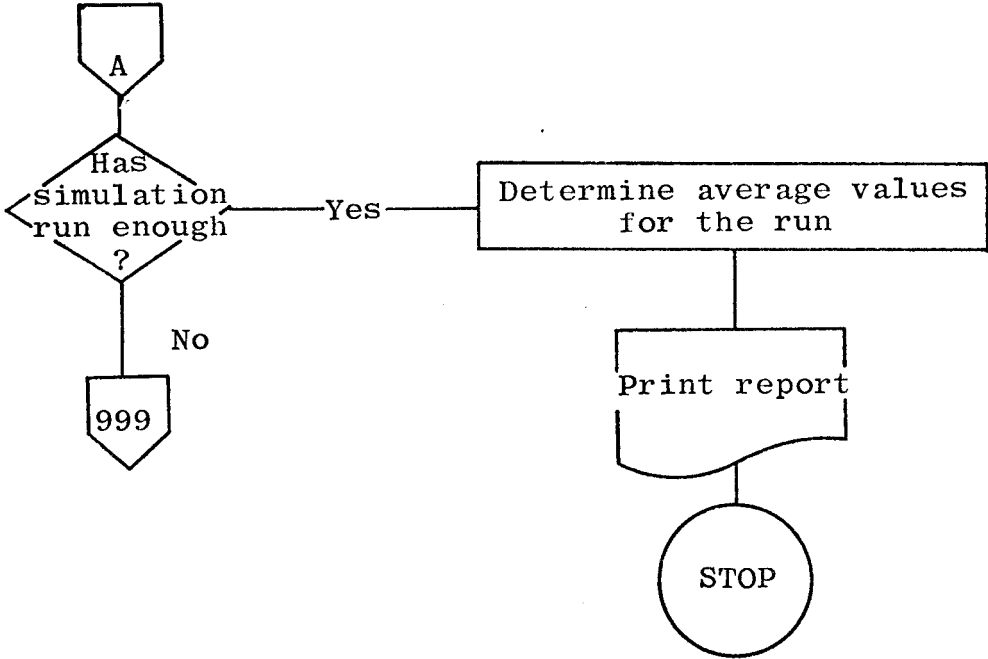 A
Has
simulation
run enough
?
Yes
Determine average values
for the run
No
Print report
999
STOP